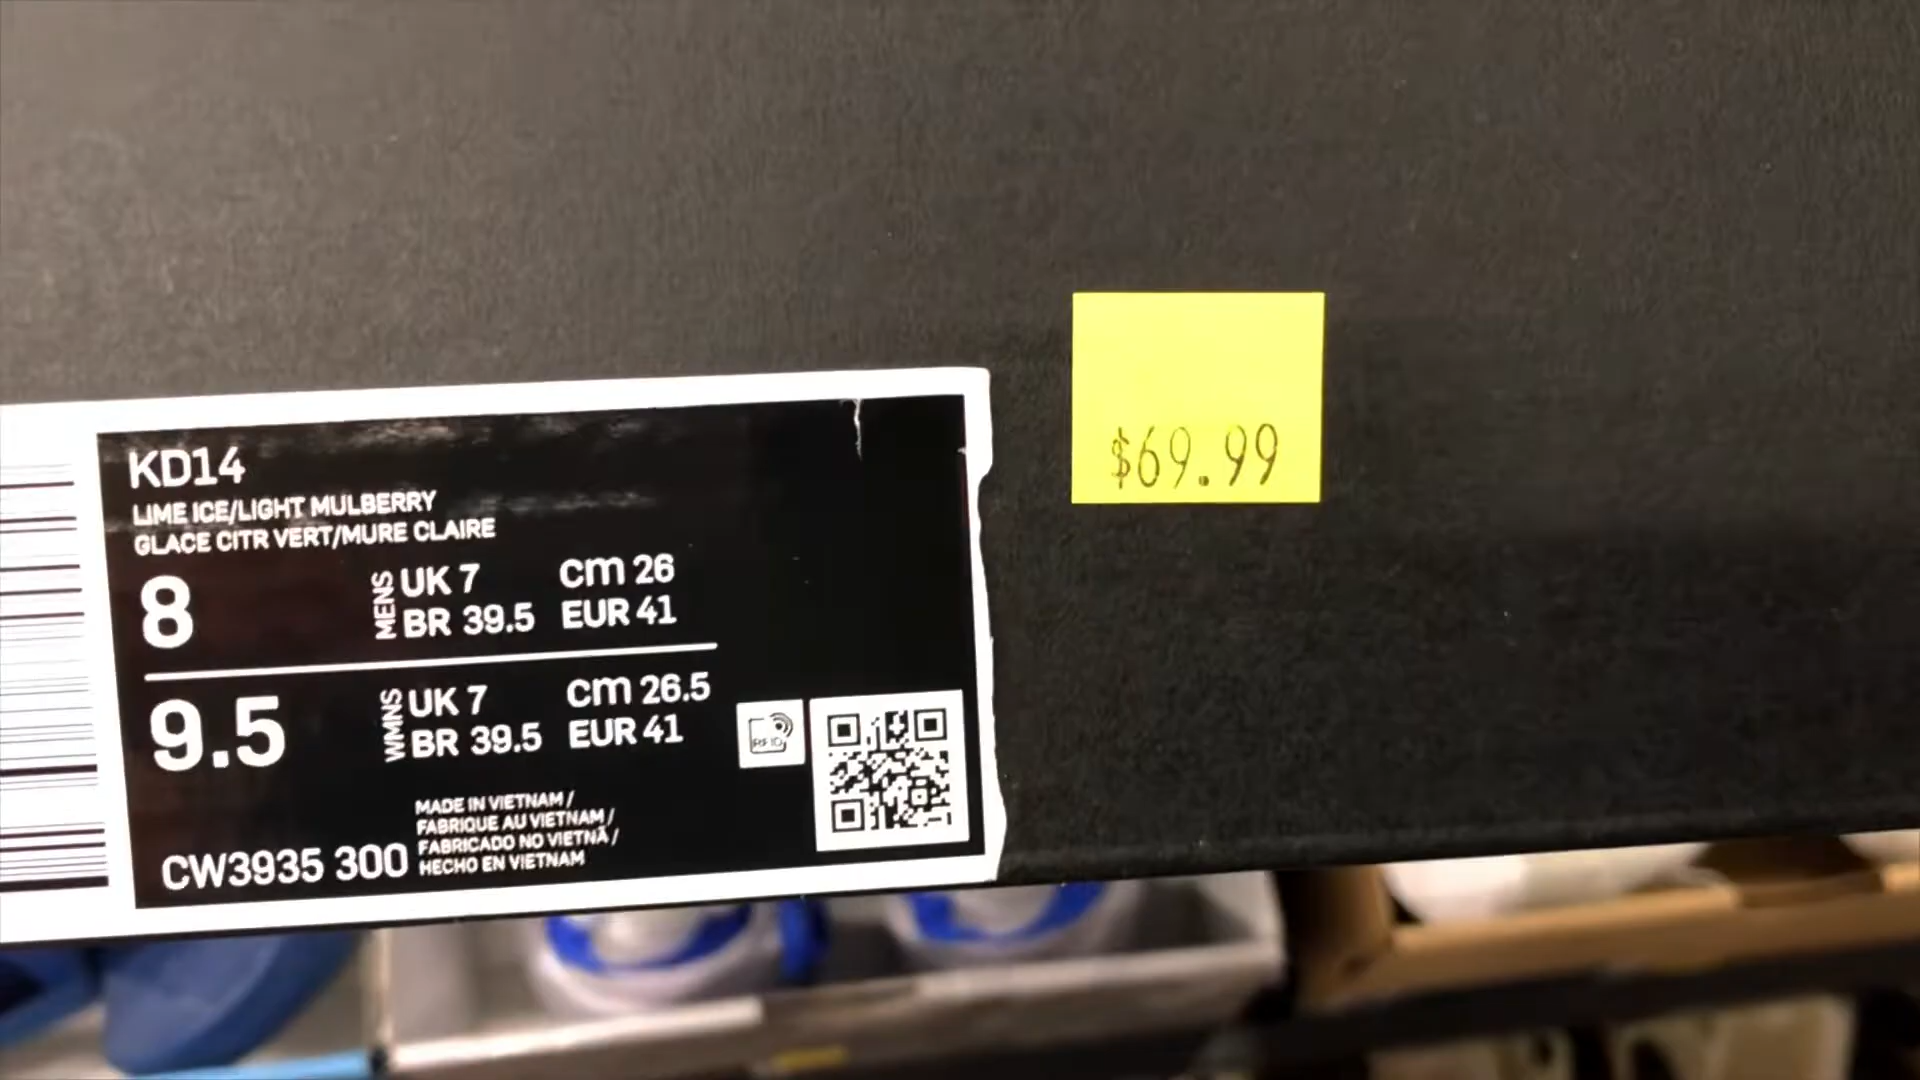 KD14
LIME ICE/LIGHT MULBERRY
GLACE CITR VERT/MURE CLAIRE
8
MENS
UK 7 cm 26
BR 39.5 EUR 41
9.5
WMNS
UK 7 cm 26.5
BR 39.5 EUR 41
RFID
MADE IN VIETNAM /
FABRIQUE AU VIETNAM /
FABRICADO NO VIETNÃ /
HECHO EN VIETNAM
CW3935 300
$69.99